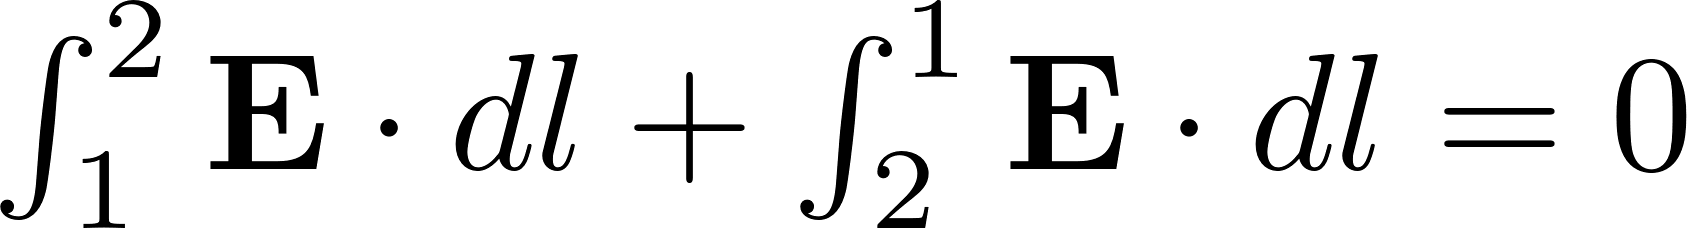 ∫₁² 𝐄 · dl + ∫₂¹ 𝐄 · dl = 0